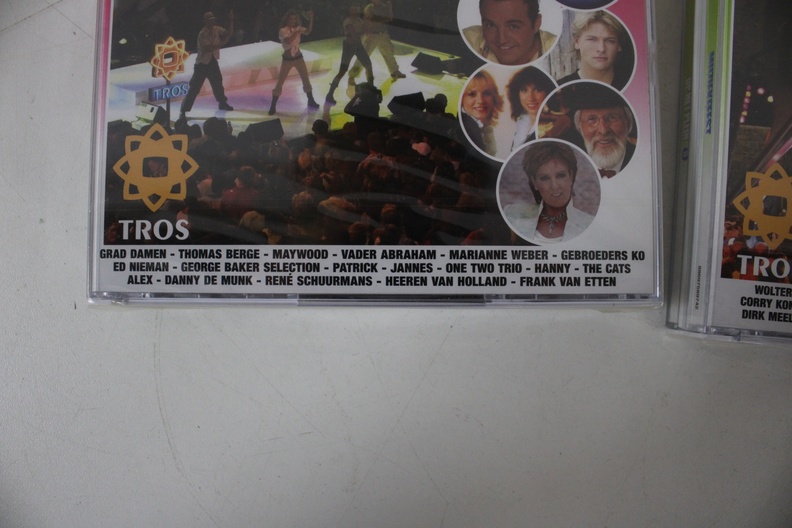 TROS
TROS
GRAD DAMEN - THOMAS BERGE - MAYWOOD - VADER ABRAHAM - MARIANNE WEBER - GEBROEDERS KO
ED NIEMAN - GEORGE BAKER SELECTION - PATRICK - JANNES - ONE TWO TRIO - HANNY - THE CATS
ALEX - DANNY DE MUNK - RENÉ SCHUURMANS - HEEREN VAN HOLLAND - FRANK VAN ETTEN
TRO
WOLTER
CORRY KON
DIRK MEEL